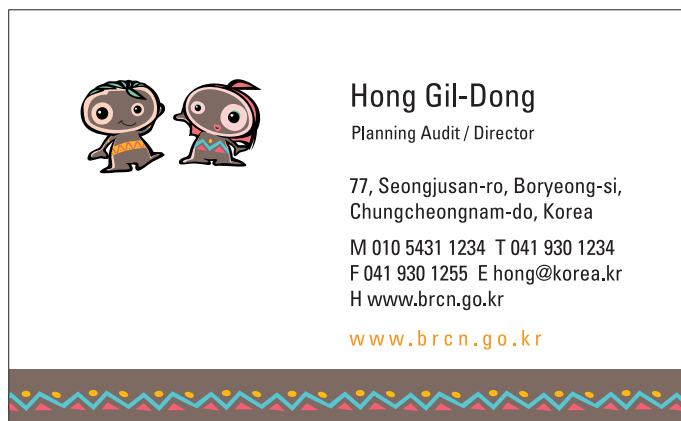 Hong Gil-Dong
Planning Audit / Director
77, Seongjusan-ro, Boryeong-si,
Chungcheongnam-do, Korea
M 010 5431 1234 T 041 930 1234
F 041 930 1255 E hong@korea.kr
H www.brcn.go.kr
www.brcn.go.kr